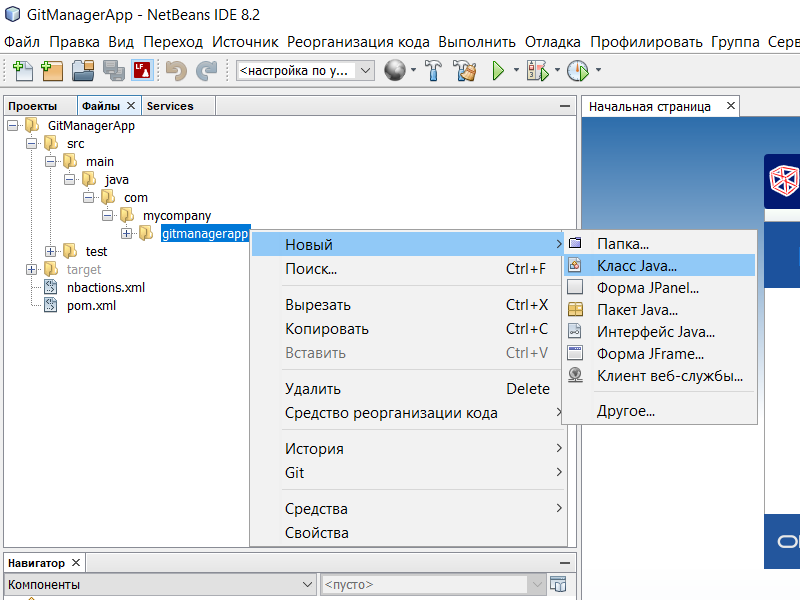 GitManagerApp - NetBeans IDE 8.2
Файл Правка Вид Переход Источник Реорганизация кода Выполнить Отладка Профилировать Группа Серв
<настройка по у...
Проекты Файлы Services
Начальная страница
GitManagerApp
src
main
java
com
mycompany
gitmanagerapp
test
target
nbactions.xml
pom.xml
Новый
Поиск... Ctrl+F
Вырезать Ctrl+X
Копировать Ctrl+C
Вставить Ctrl+V
Удалить Delete
Средство реорганизации кода
История
Git
Средства
Свойства
Папка...
Класс Java...
Форма JPanel...
Пакет Java...
Интерфейс Java...
Форма JFrame...
Клиент веб-службы...
Другое...
Навигатор
Компоненты
<пусто>